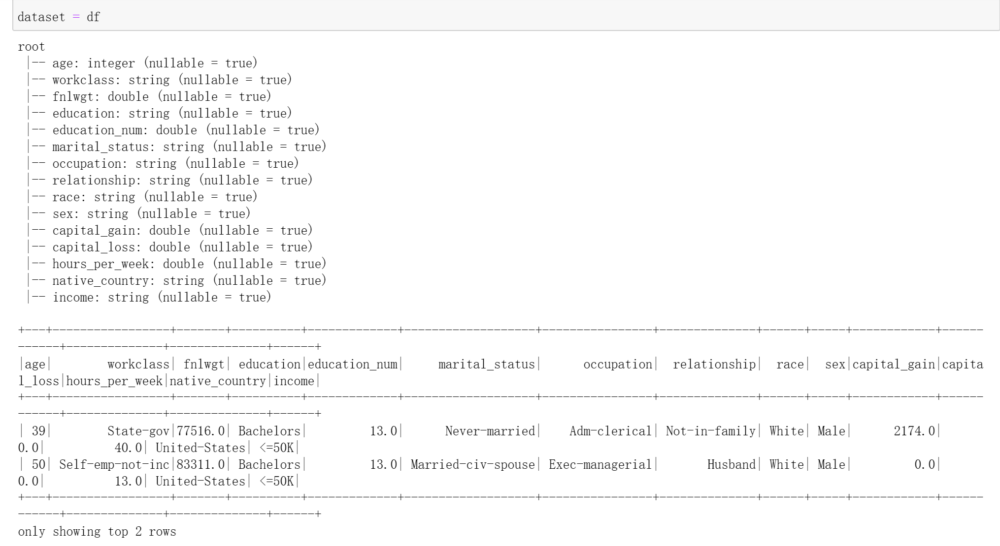 dataset = df
root
 |-- age: integer (nullable = true)
 |-- workclass: string (nullable = true)
 |-- fnlwgt: double (nullable = true)
 |-- education: string (nullable = true)
 |-- education_num: double (nullable = true)
 |-- marital_status: string (nullable = true)
 |-- occupation: string (nullable = true)
 |-- relationship: string (nullable = true)
 |-- race: string (nullable = true)
 |-- sex: string (nullable = true)
 |-- capital_gain: double (nullable = true)
 |-- capital_loss: double (nullable = true)
 |-- hours_per_week: double (nullable = true)
 |-- native_country: string (nullable = true)
 |-- income: string (nullable = true)
+---+-----------------+-------+----------+-------------+-------------------+----------------+--------------+------+-----+------------+------
------+--------------+--------------+------+
|age|        workclass| fnlwgt| education|education_num|     marital_status|      occupation|  relationship|  race|  sex|capital_gain|capita
l_loss|hours_per_week|native_country|income|
+---+-----------------+-------+----------+-------------+-------------------+----------------+--------------+------+-----+------------+------
------+--------------+--------------+------+
| 39|        State-gov|77516.0| Bachelors|         13.0|      Never-married|    Adm-clerical| Not-in-family| White| Male|      2174.0|
0.0|          40.0| United-States| <=50K|
| 50| Self-emp-not-inc|83311.0| Bachelors|         13.0| Married-civ-spouse| Exec-managerial|       Husband| White| Male|         0.0|
0.0|          13.0| United-States| <=50K|
+---+-----------------+-------+----------+-------------+-------------------+----------------+--------------+------+-----+------------+------
------+--------------+--------------+------+
only showing top 2 rows